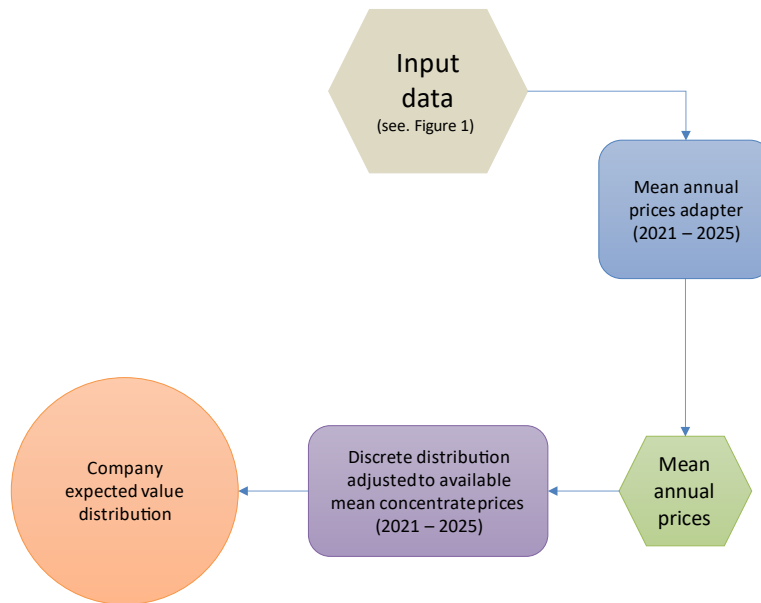 Input
data
(see. Figure 1)
Mean annual
prices adapter
(2021 – 2025)
Mean
annual
prices
Discrete distribution
adjusted to available
mean concentrate prices
(2021 – 2025)
Company
expected value
distribution